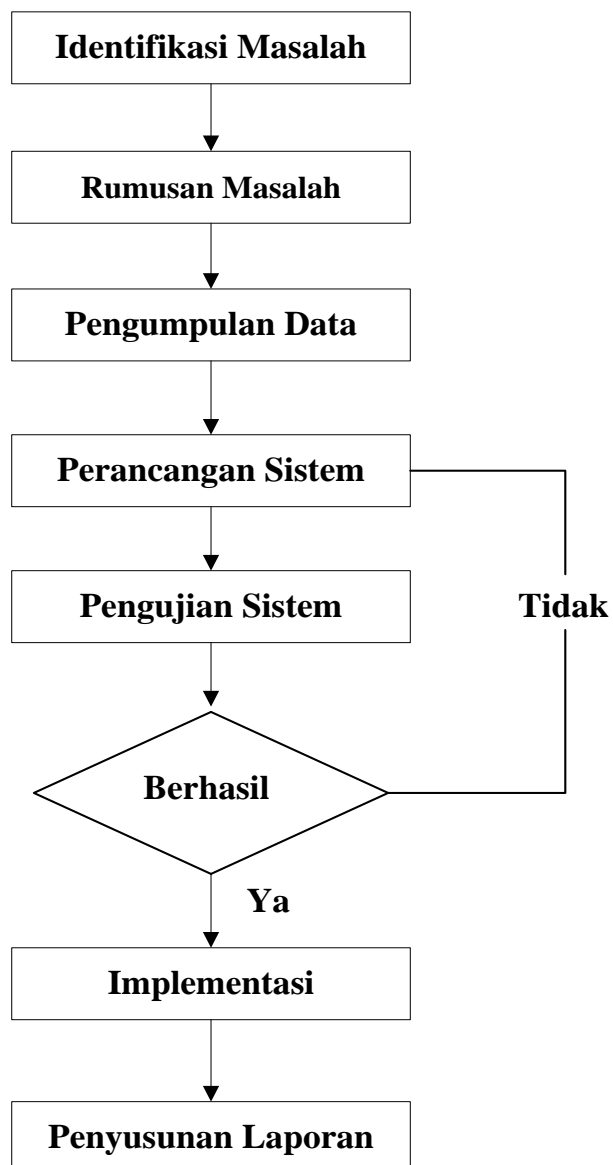 Identifikasi Masalah
Rumusan Masalah
Pengumpulan Data
Perancangan Sistem
Pengujian Sistem
Tidak
Berhasil
Ya
Implementasi
Penyusunan Laporan